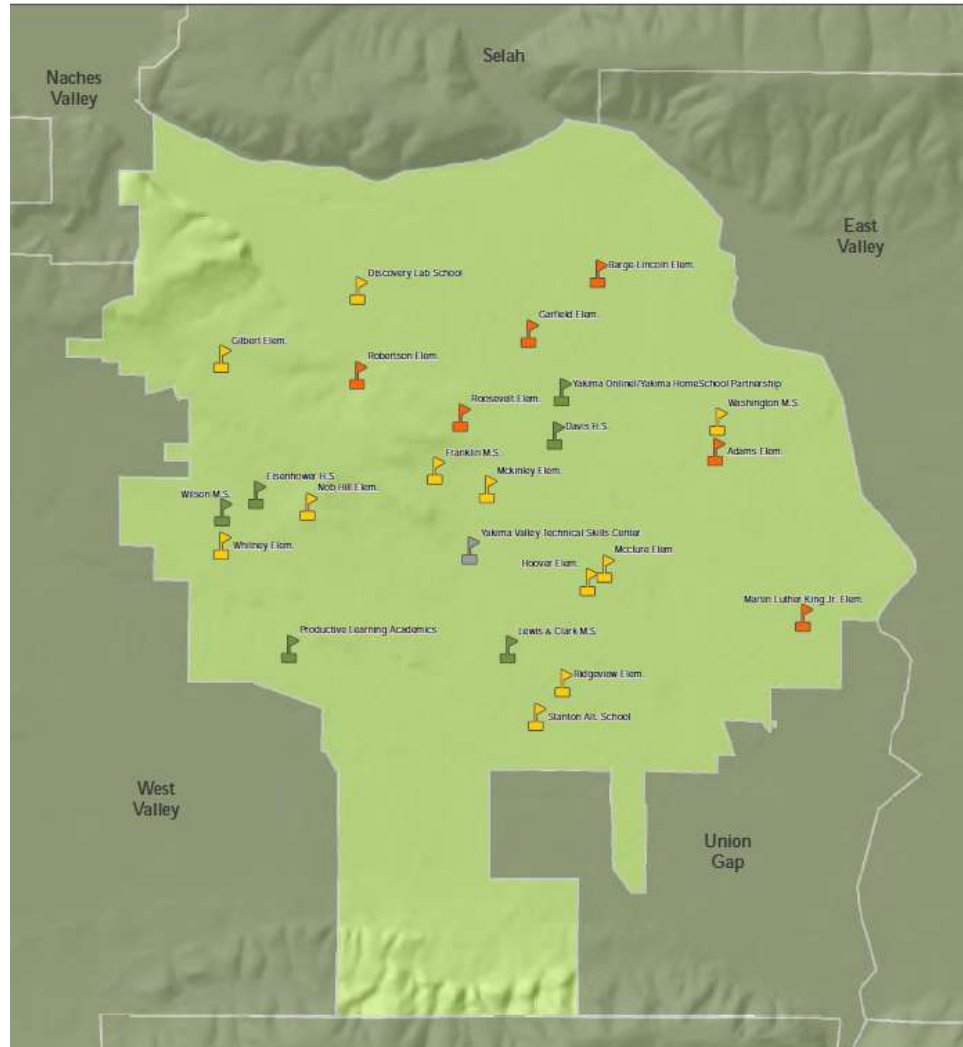 Selah
Naches
Valley
East
Valley
Barge-Lincoln Elem.
Discovery Lab School
Garfield Elem.
Gilbert Elem.
Robertson Elem.
Yakima Online!/Yakima HomeSchool Partnership
Roosevelt Elem.
Washington M.S.
Davis H.S.
Adams Elem.
Franklin M.S.
Mckinley Elem.
Eisenhower H.S.
Nob Hill Elem.
Wilson M.S.
Yakima Valley Technical Skills Center
Whitney Elem.
Mcclure Elem.
Hoover Elem.
Martin Luther King Jr. Elem.
Productive Learning Academics
Lewis & Clark M.S.
Ridgeview Elem.
Stanton Alt. School
West
Valley
Union
Gap